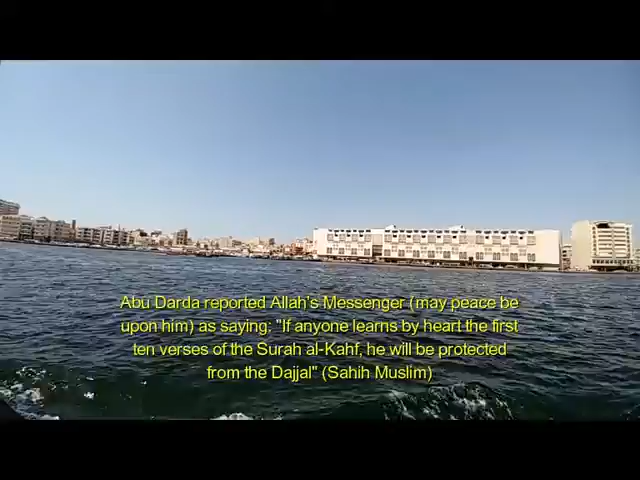 Abu Darda reported Allah's Messenger (may peace be
upon him) as saying: "If anyone learns by heart the first
ten verses of the Surah al-Kahf, he will be protected
from the Dajjal" (Sahih Muslim)